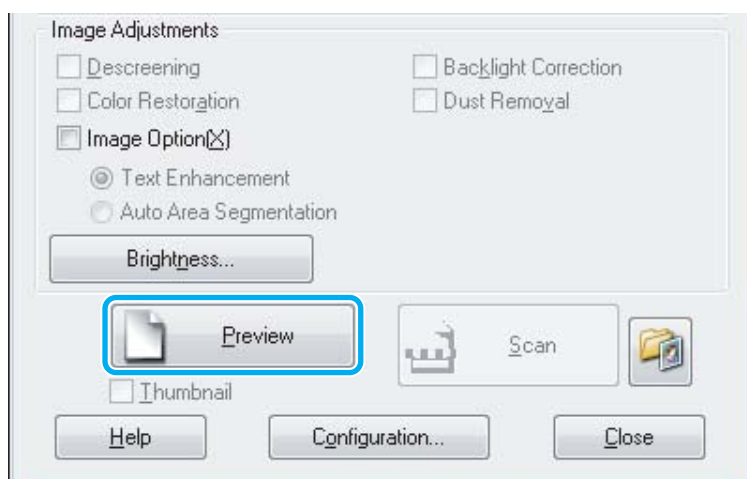 Image Adjustments
Descreening Backlight Correction
Color Restoration Dust Removal
Image Option(X)
Text Enhancement
Auto Area Segmentation
Brightness...
Preview Scan
Thumbnail
Help Configuration... Close